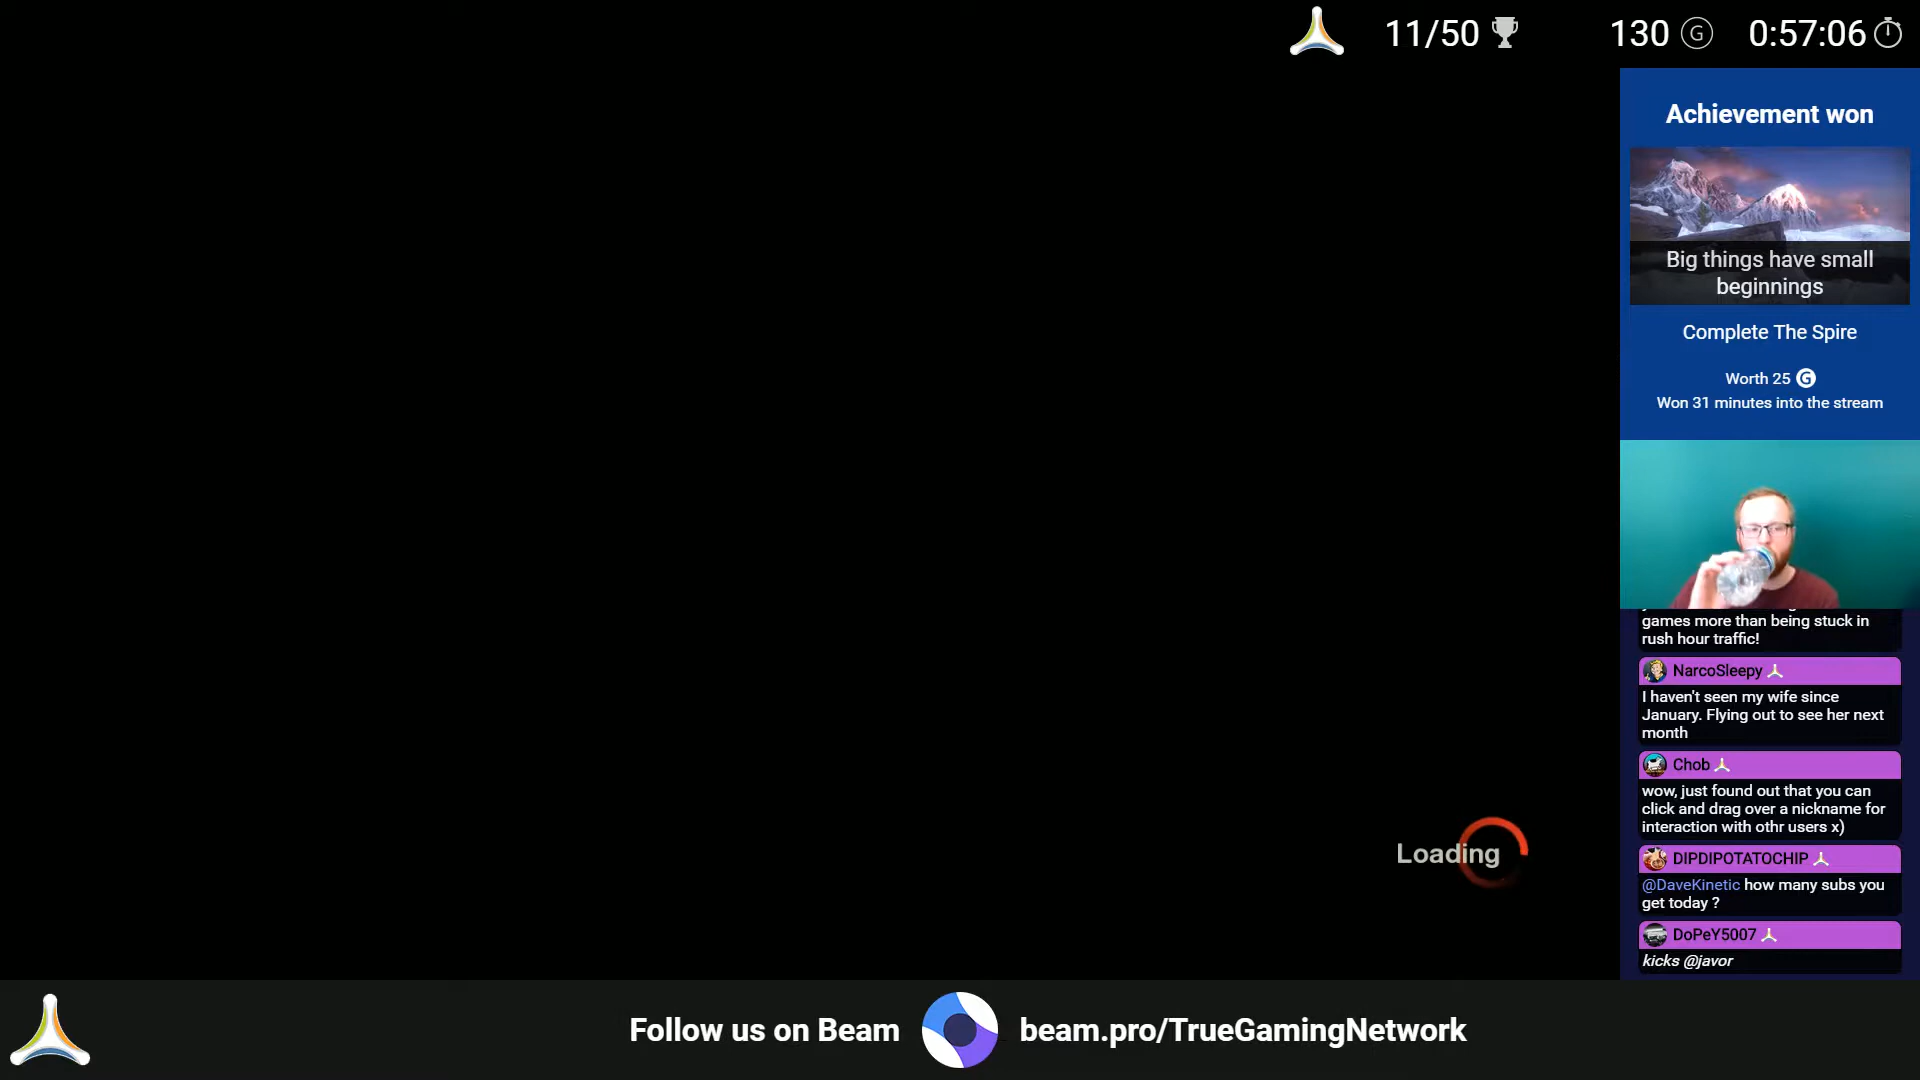 11/50
130 G
0:57:06
Achievement won
Big things have small
beginnings
Complete The Spire
Worth 25 G
Won 31 minutes into the stream
games more than being stuck in
rush hour traffic!
NarcoSleepy
I haven't seen my wife since
January. Flying out to see her next
month
Chob
wow, just found out that you can
click and drag over a nickname for
interaction with othr users x)
DIPDIPOTATOCHIP
@DaveKinetic how many subs you
get today ?
DoPeY5007
kicks @javor
Loading
Follow us on Beam
beam.pro/TrueGamingNetwork